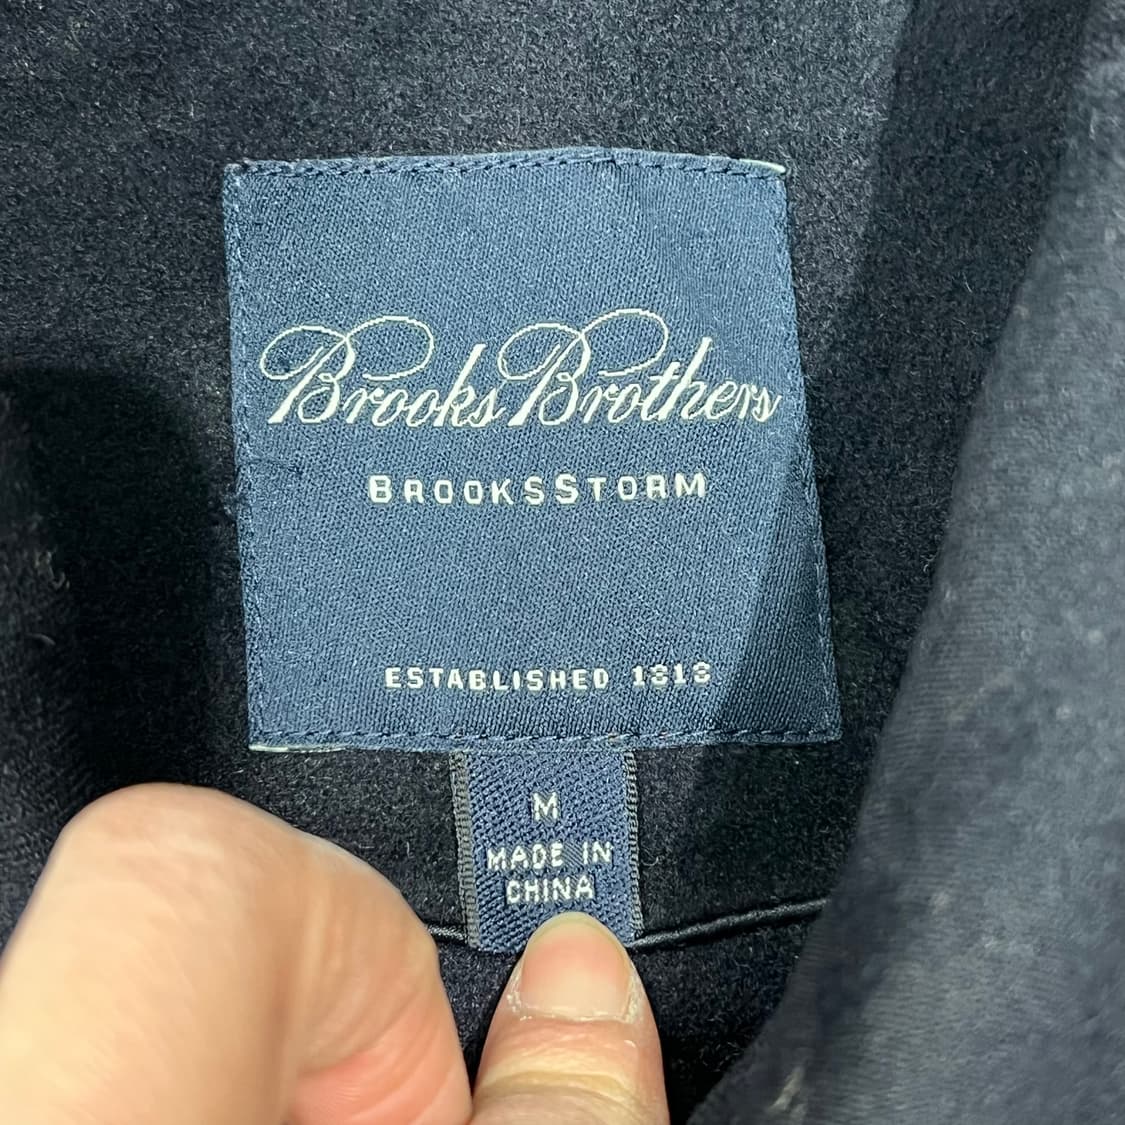 Brooks Brothers
BROOKSSTORM
ESTABLISHED 1818
M
MADE IN
CHINA